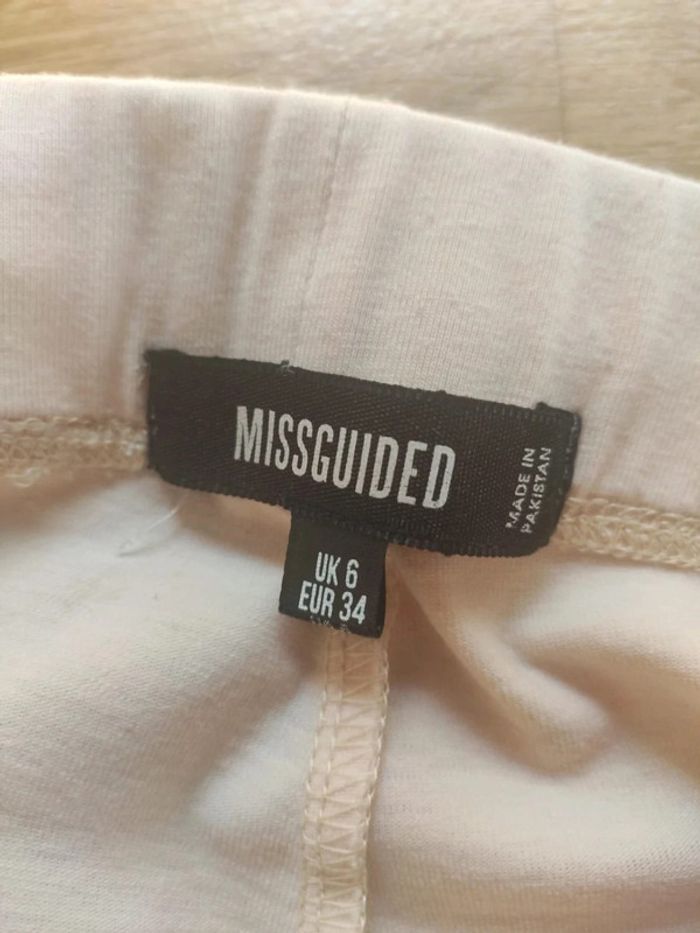 MISSGUIDED
MADE IN
PAKISTAN
UK 6
EUR 34